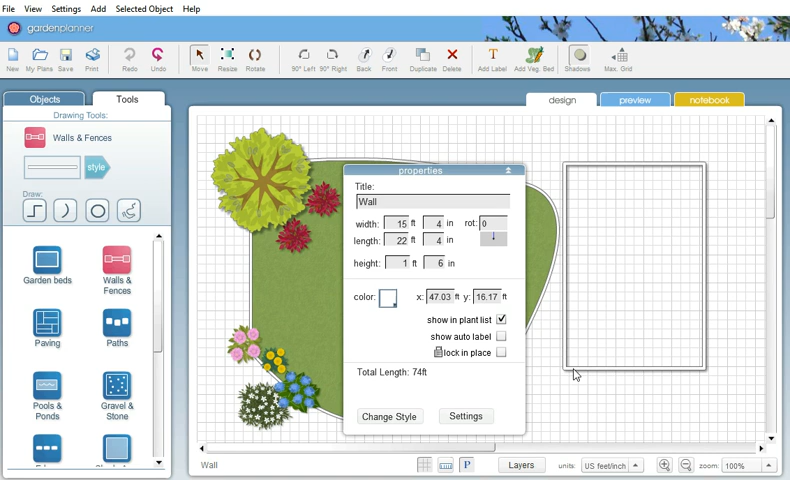 File View Settings Add Selected Object Help
gardenplanner
New My Plans Save Print Redo Undo Move Resize Rotate 90° Left 90° Right Back Front Duplicate Delete Add Label Add Veg. Bed Shadows Max. Grid
Objects Tools
design preview notebook
Drawing Tools:
Walls & Fences
style
Draw:
Garden beds
Walls & Fences
Paving
Paths
Pools & Ponds
Gravel & Stone
properties
Title:
Wall
width: 15 ft 4 in rot: 0
length: 22 ft 4 in
height: 1 ft 6 in
color: x: 47.03 ft y: 16.17 ft
show in plant list
show auto label
lock in place
Total Length: 74ft
Change Style Settings
Wall P Layers units: US feet/inch zoom: 100%